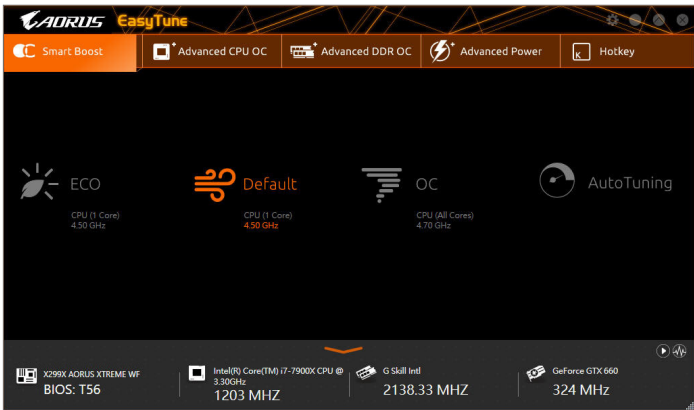 AORUS EasyTune
Smart Boost
Advanced CPU OC
Advanced DDR OC
Advanced Power
K
Hotkey
ECO
CPU (1 Core)
4.50 GHz
Default
CPU (1 Core)
4.50 GHz
OC
CPU (All Cores)
4.70 GHz
AutoTuning
X299X AORUS XTREME WF
BIOS: T56
Intel(R) Core(TM) i7-7900X CPU @
3.30GHz
1203 MHZ
G Skill Intl
2138.33 MHZ
GeForce GTX 660
324 MHz